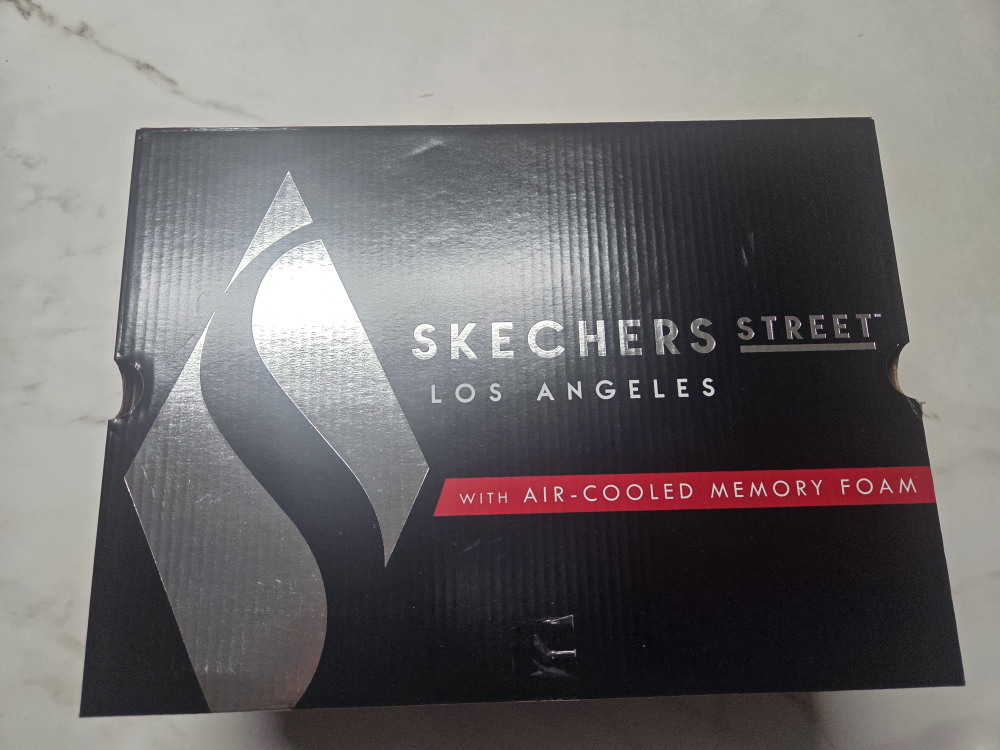 SKECHERS STREET™
LOS ANGELES
WITH AIR-COOLED MEMORY FOAM